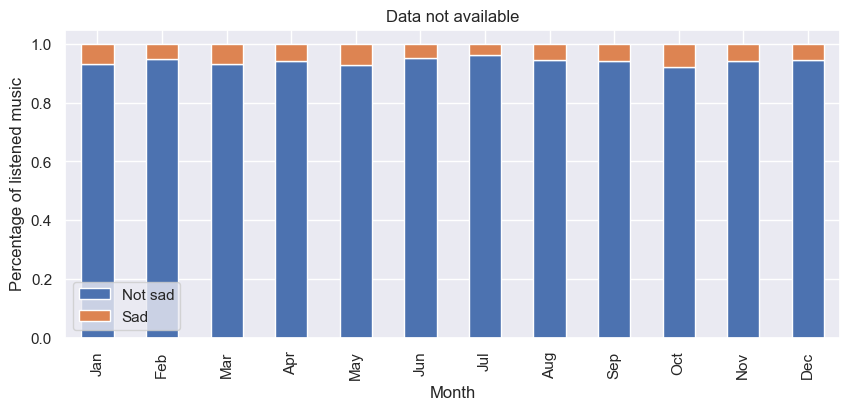 Data not available
Percentage of listened music
1.0
0.8
0.6
0.4
0.2
0.0
Not sad
Sad
Jan Feb Mar Apr May Jun Jul Aug Sep Oct Nov Dec
Month